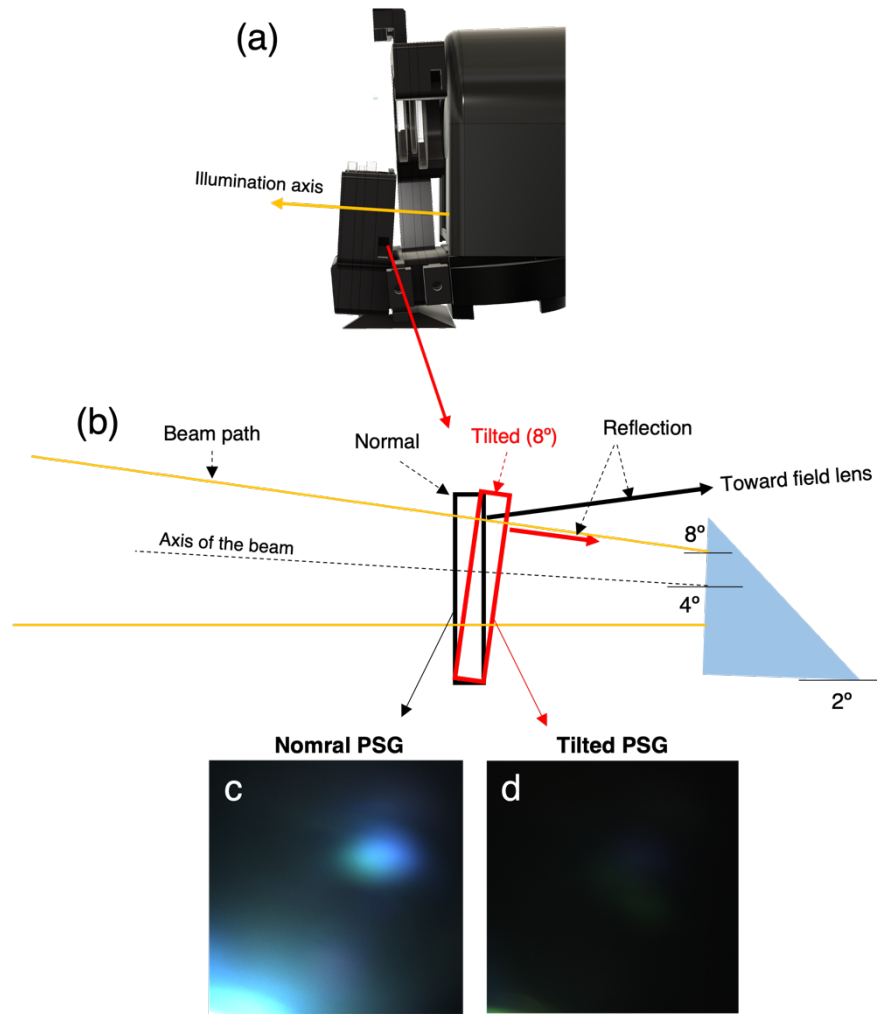 (a)
Illumination axis
(b)
Beam path
Normal
Tilted (8º)
Reflection
Toward field lens
Axis of the beam
8º
4º
2º
Nomral PSG
Tilted PSG
c
d